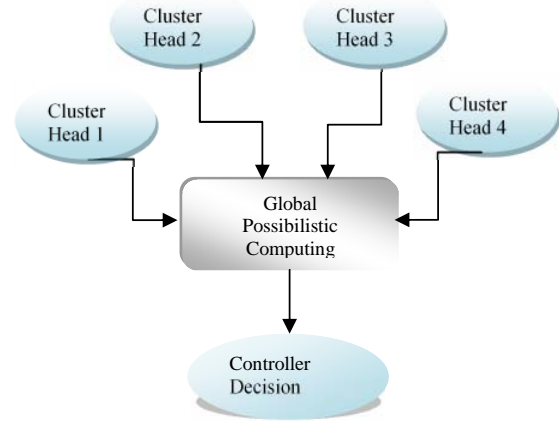 Cluster
Head 2
Cluster
Head 3
Cluster
Head 1
Cluster
Head 4
Global
Possibilistic
Computing
Controller
Decision